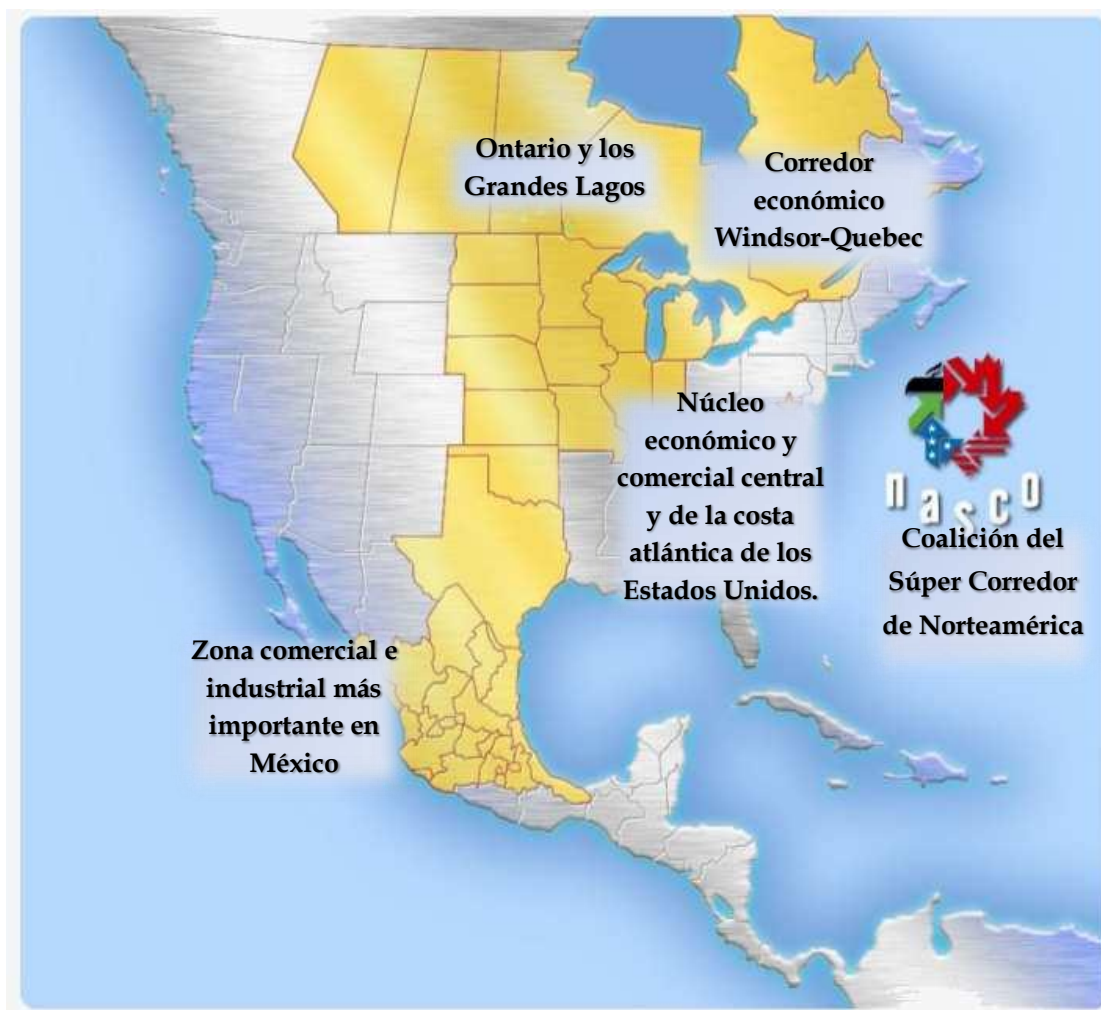 Ontario y los
Grandes Lagos
Corredor
económico
Windsor-Quebec
Núcleo
económico y
comercial central
y de la costa
atlántica de los
Estados Unidos.
nasco
Coalición del
Súper Corredor
de Norteamérica
Zona comercial e
industrial más
importante en
México